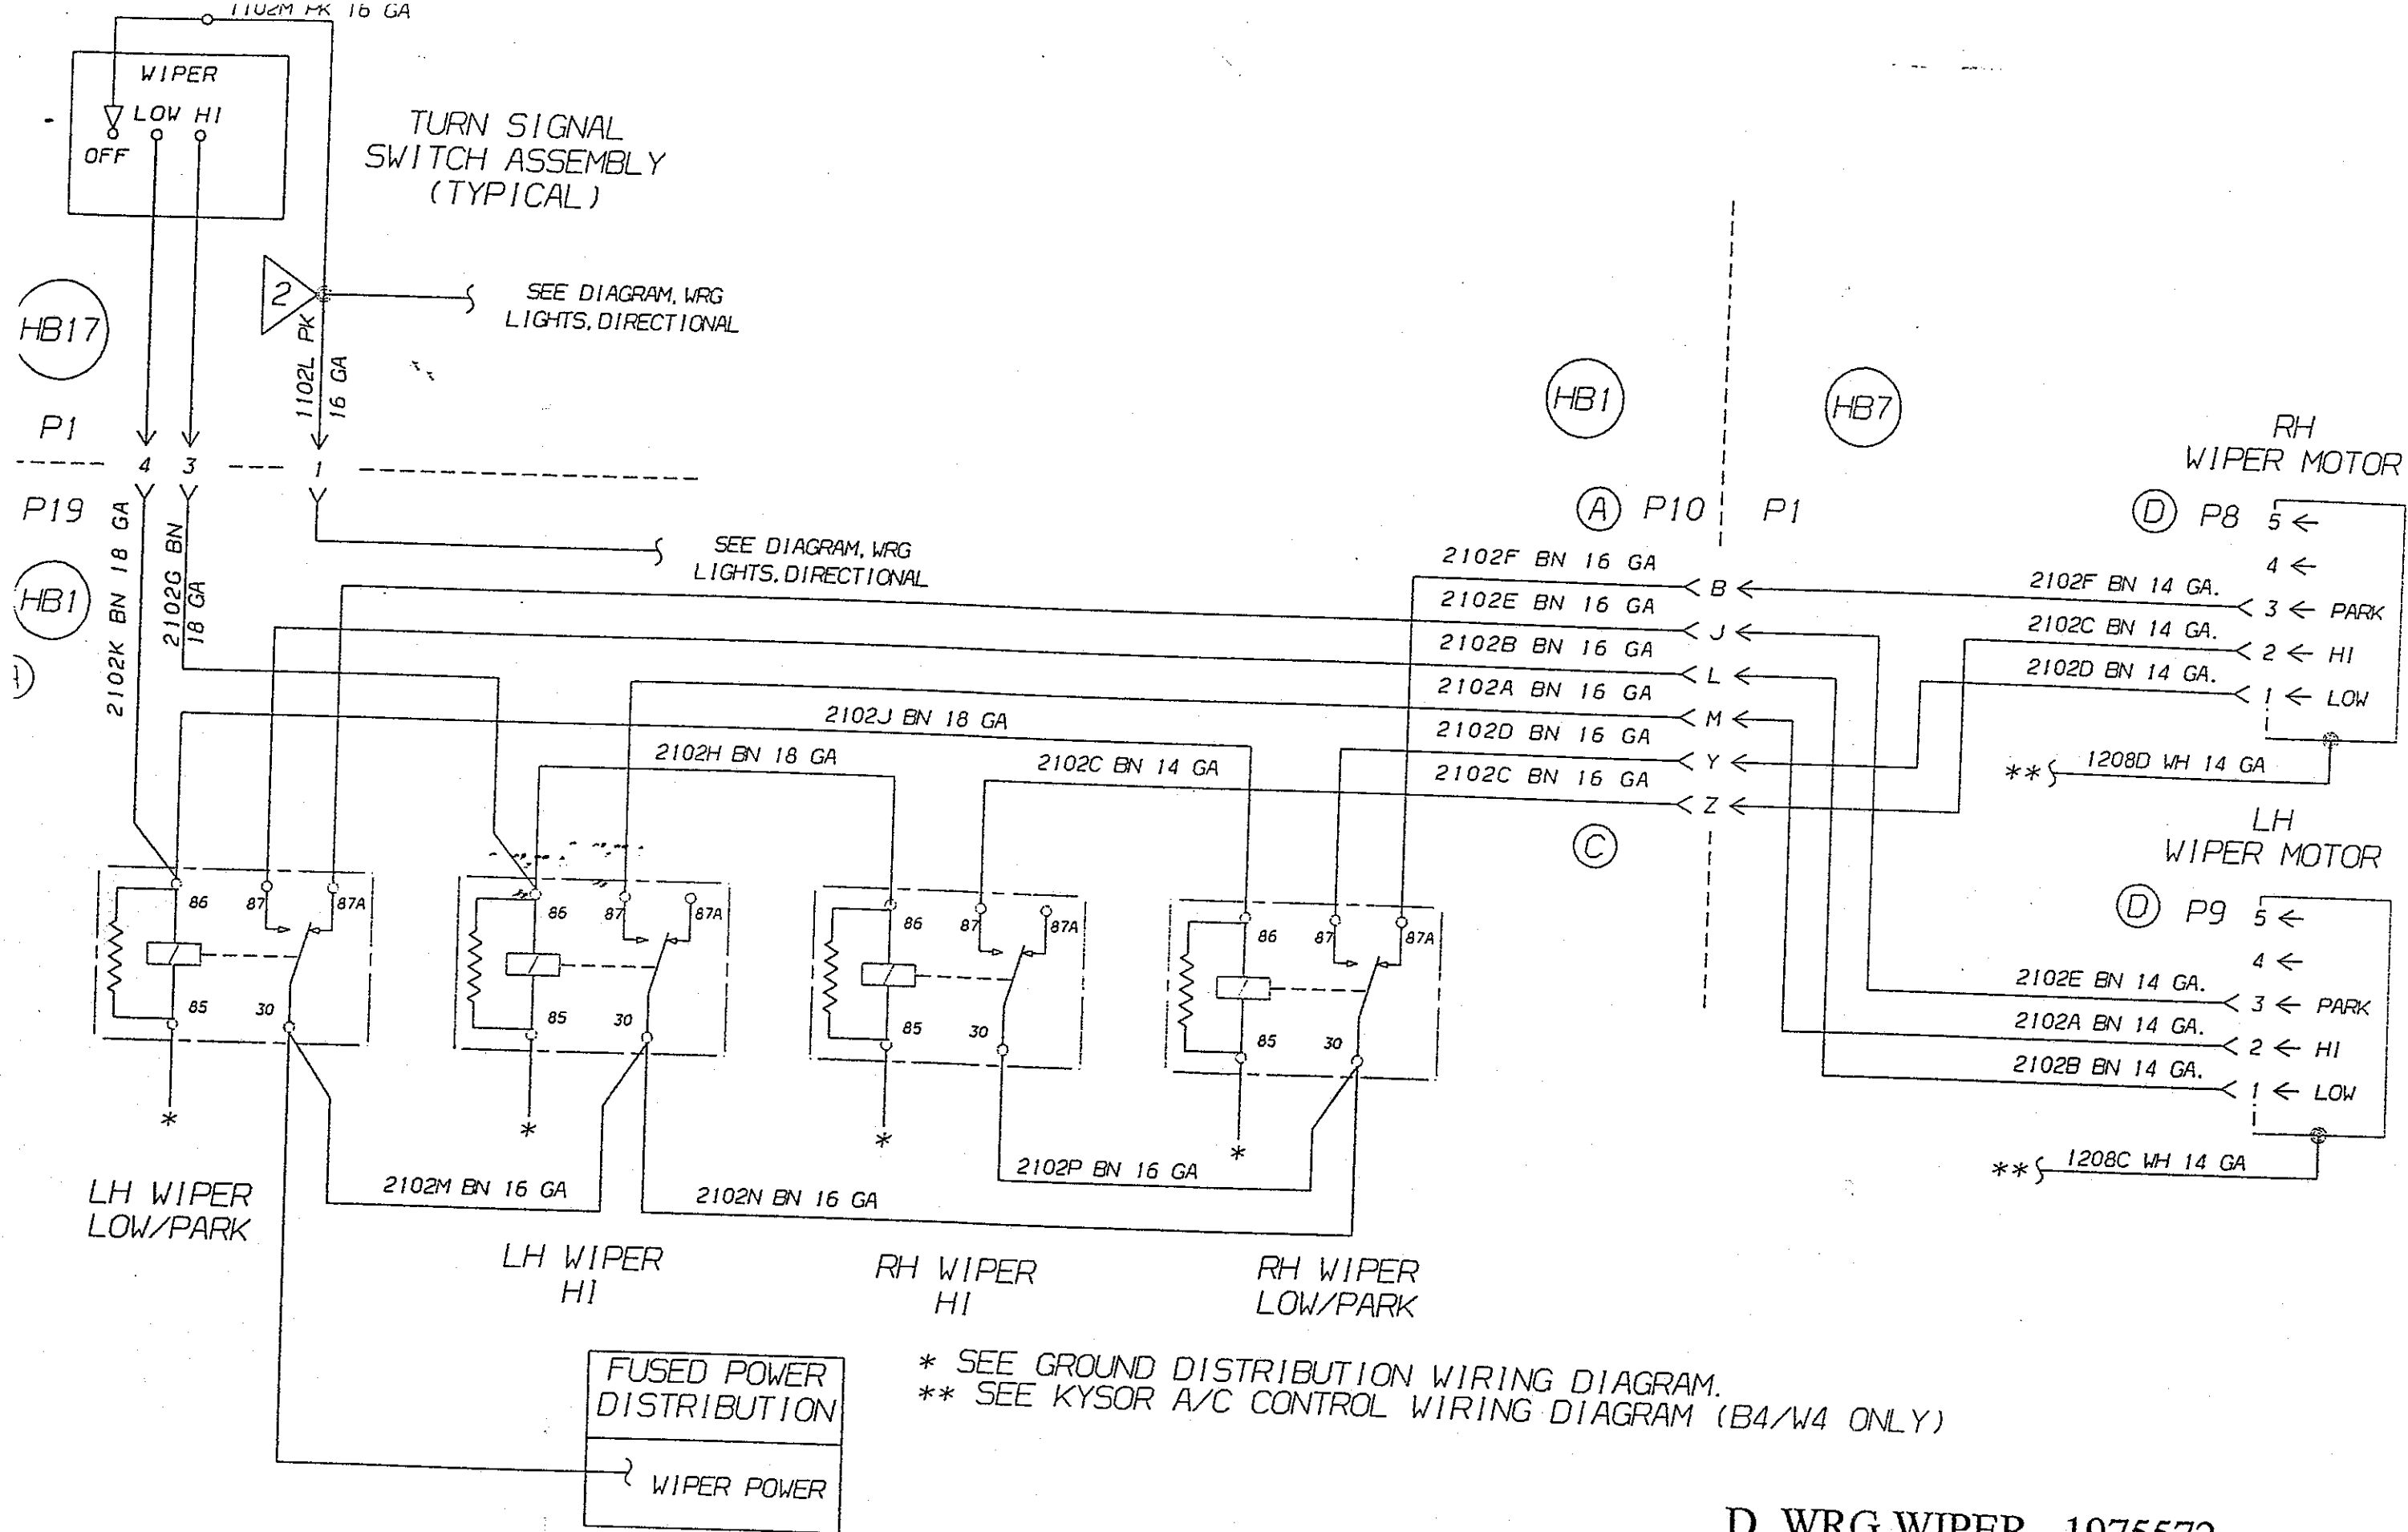 1102M PK 16 GA
WIPER
LOW HI
OFF
TURN SIGNAL
SWITCH ASSEMBLY
(TYPICAL)
2
SEE DIAGRAM, WRG
LIGHTS, DIRECTIONAL
HB17
1102L PK
16 GA
P1
4 3 1
P19
HB1
2102K BN 18 GA
2102G BN
18 GA
SEE DIAGRAM, WRG
LIGHTS, DIRECTIONAL
HB1
HB7
A P10 P1
2102F BN 16 GA
B
2102E BN 16 GA
J
2102B BN 16 GA
L
2102A BN 16 GA
M
2102D BN 16 GA
Y
2102C BN 16 GA
Z
C
2102J BN 18 GA
2102H BN 18 GA
2102C BN 14 GA
RH
WIPER MOTOR
D P8 5
4
2102F BN 14 GA.
3 PARK
2102C BN 14 GA.
2 HI
2102D BN 14 GA.
1 LOW
** 1208D WH 14 GA
LH
WIPER MOTOR
D P9 5
4
2102E BN 14 GA.
3 PARK
2102A BN 14 GA.
2 HI
2102B BN 14 GA.
1 LOW
** 1208C WH 14 GA
86 87 87A
85 30
*
86 87 87A
85 30
*
86 87 87A
85 30
*
86 87 87A
85 30
*
2102M BN 16 GA
2102N BN 16 GA
2102P BN 16 GA
LH WIPER
LOW/PARK
LH WIPER
HI
RH WIPER
HI
RH WIPER
LOW/PARK
FUSED POWER
DISTRIBUTION
WIPER POWER
* SEE GROUND DISTRIBUTION WIRING DIAGRAM.
** SEE KYSOR A/C CONTROL WIRING DIAGRAM (B4/W4 ONLY)
D, WRG WIPER 1975572